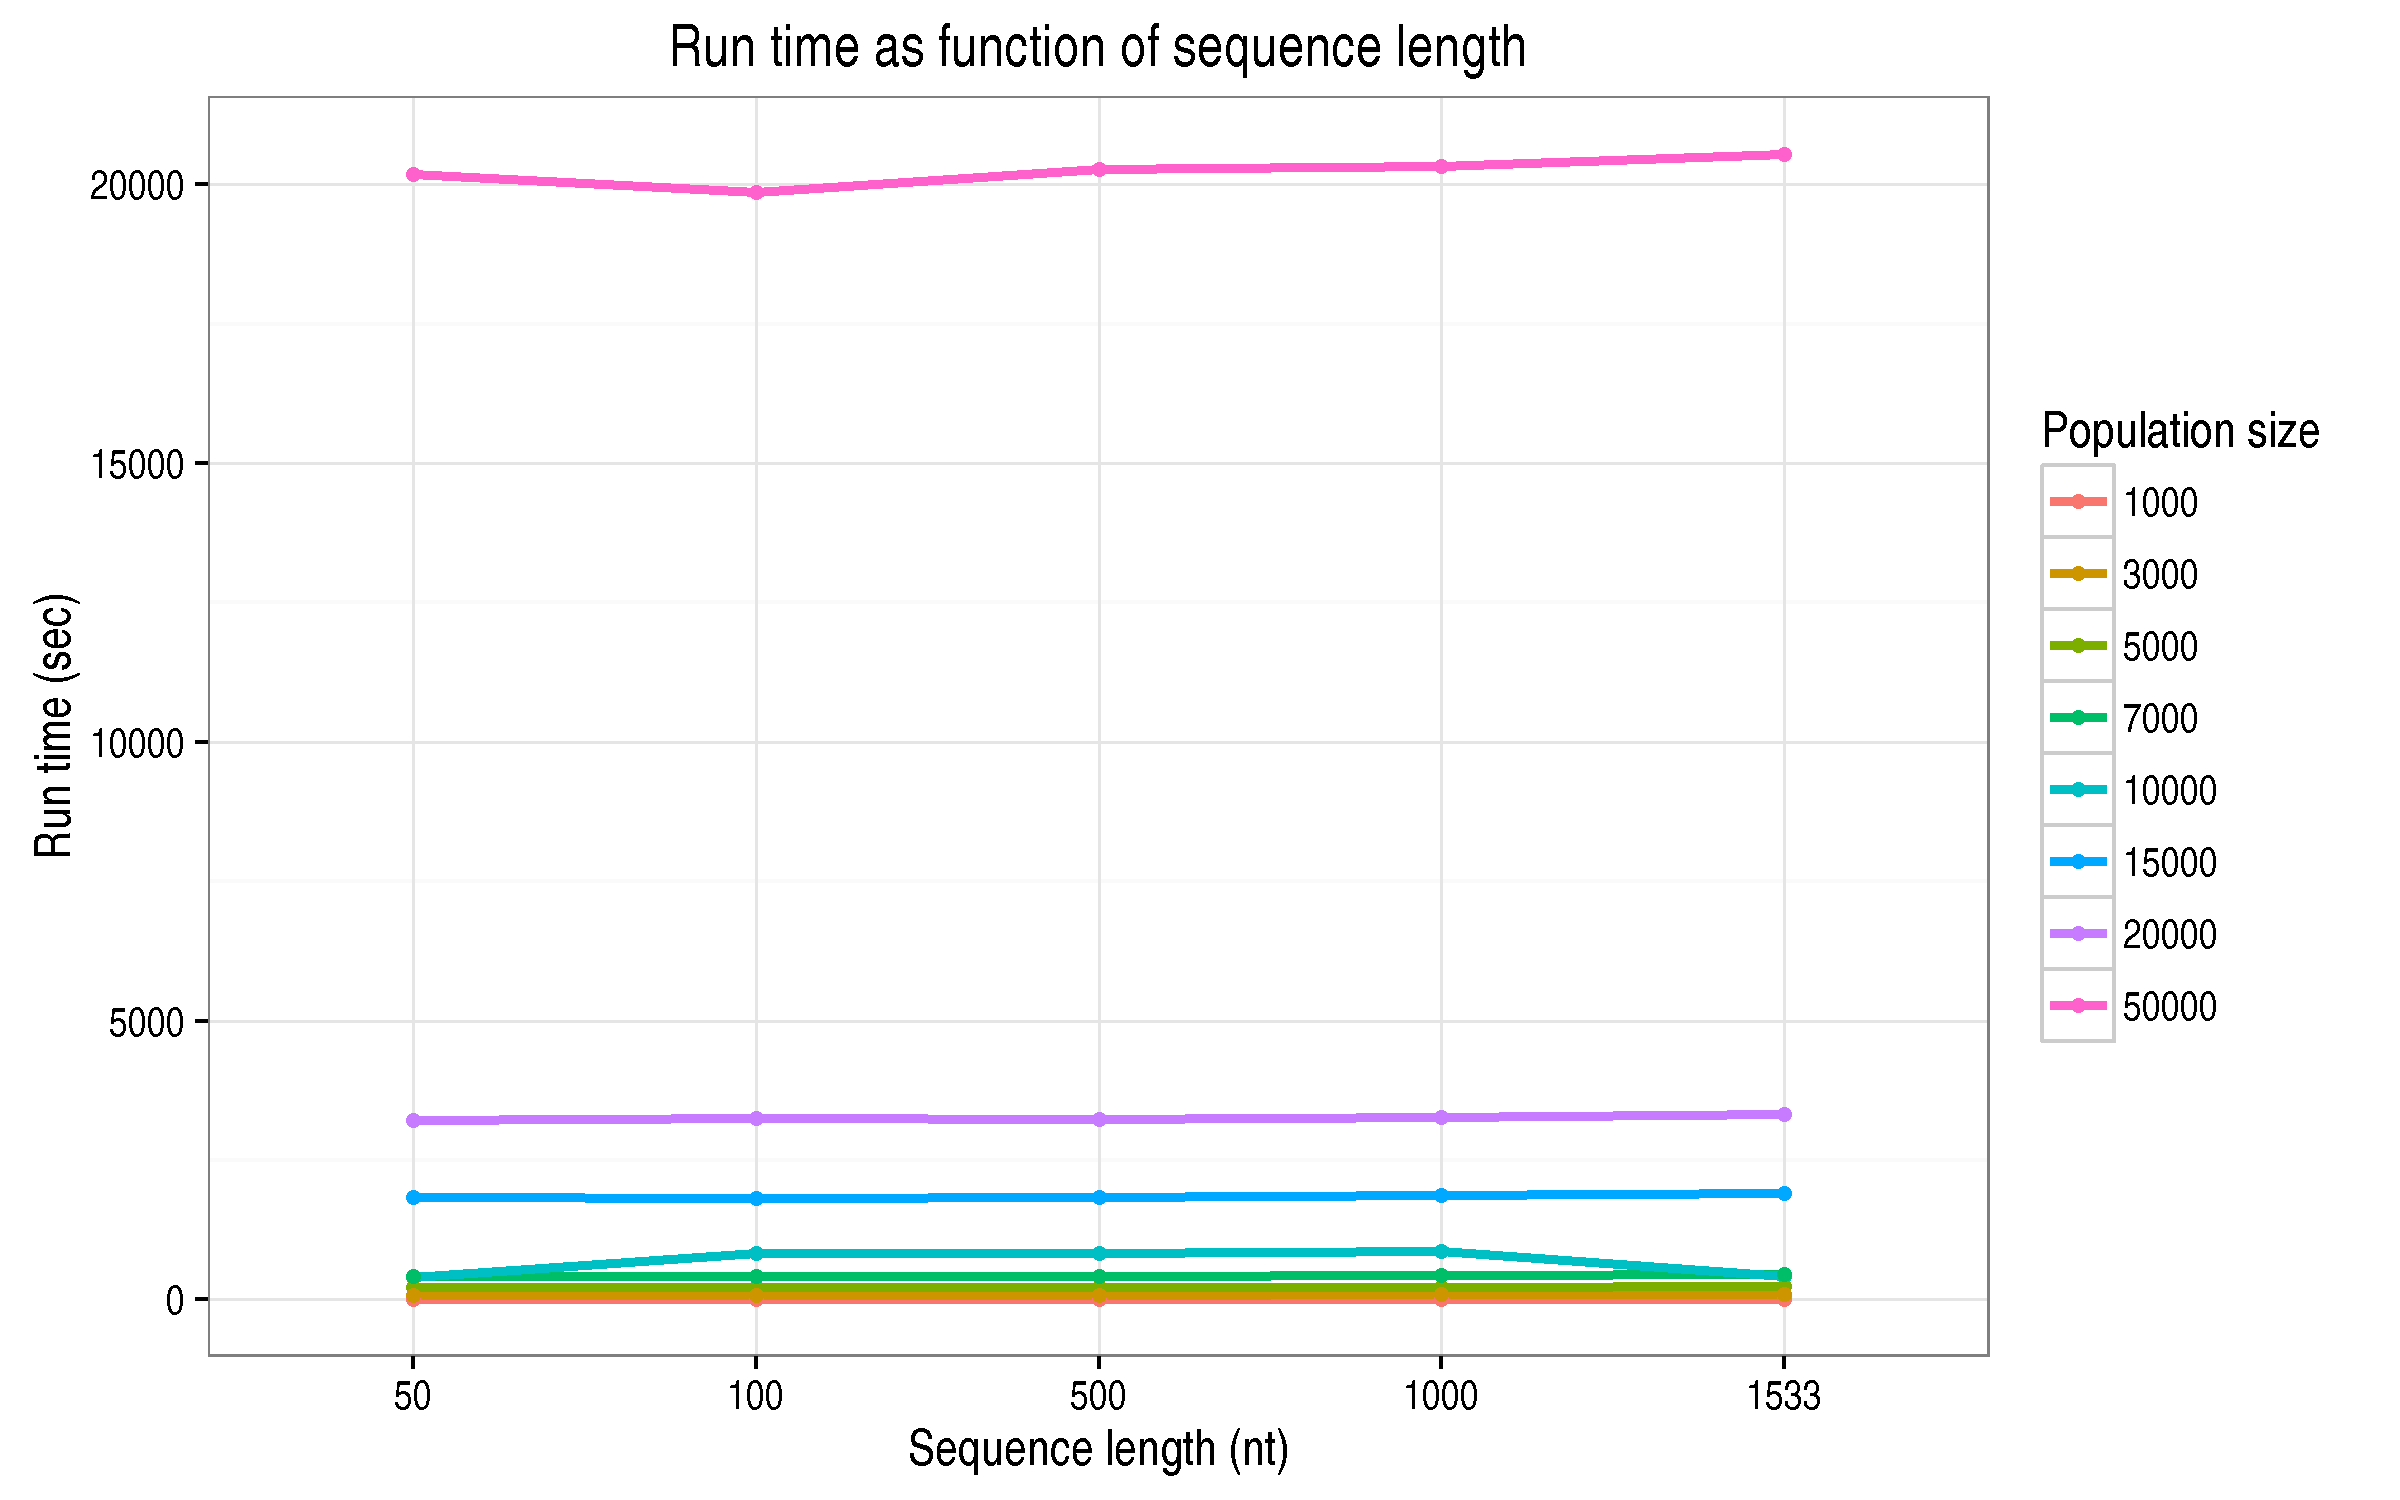 Run time as function of sequence length
Run time (sec)
20000
15000
10000
5000
0
50 100 500 1000 1533
Sequence length (nt)
Population size
1000
3000
5000
7000
10000
15000
20000
50000